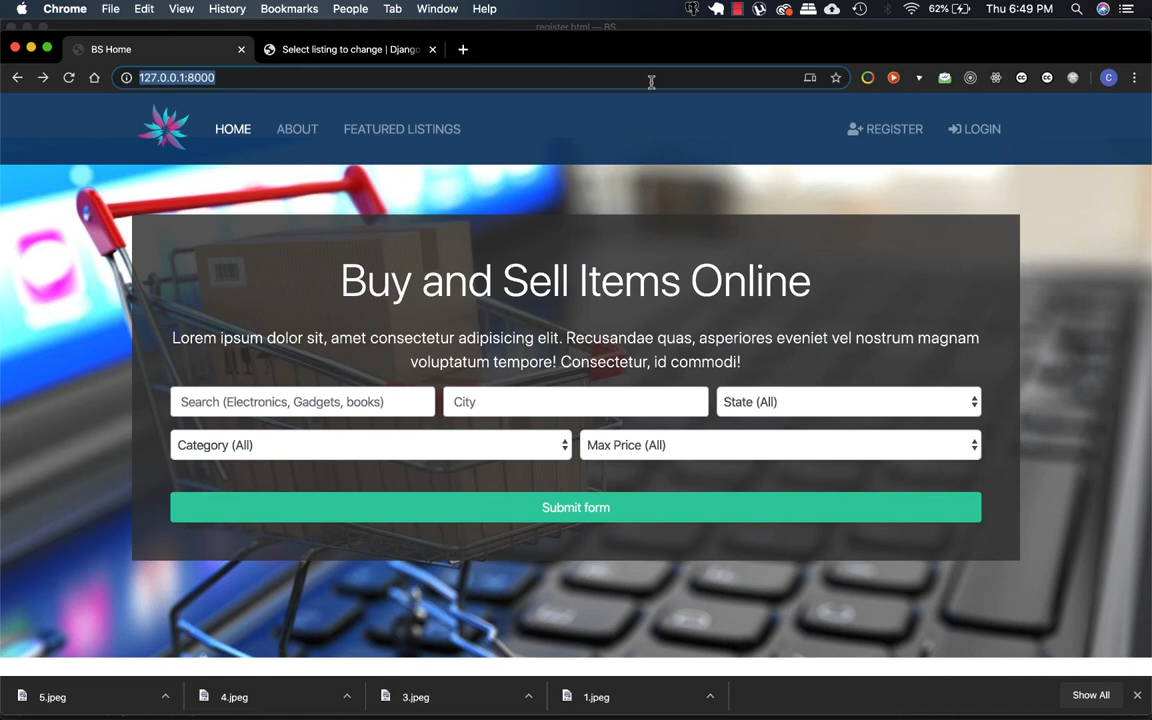 Chrome File Edit View History Bookmarks People Tab Window Help 62% Thu 6:49 PM
register.html — BS
BS Home Select listing to change | Django
127.0.0.1:8000 C
HOME ABOUT FEATURED LISTINGS REGISTER LOGIN
Buy and Sell Items Online
Lorem ipsum dolor sit, amet consectetur adipisicing elit. Recusandae quas, asperiores eveniet vel nostrum magnam
voluptatum tempore! Consectetur, id commodi!
Search (Electronics, Gadgets, books) City State (All)
Category (All) Max Price (All)
Submit form
5.jpeg 4.jpeg 3.jpeg 1.jpeg Show All